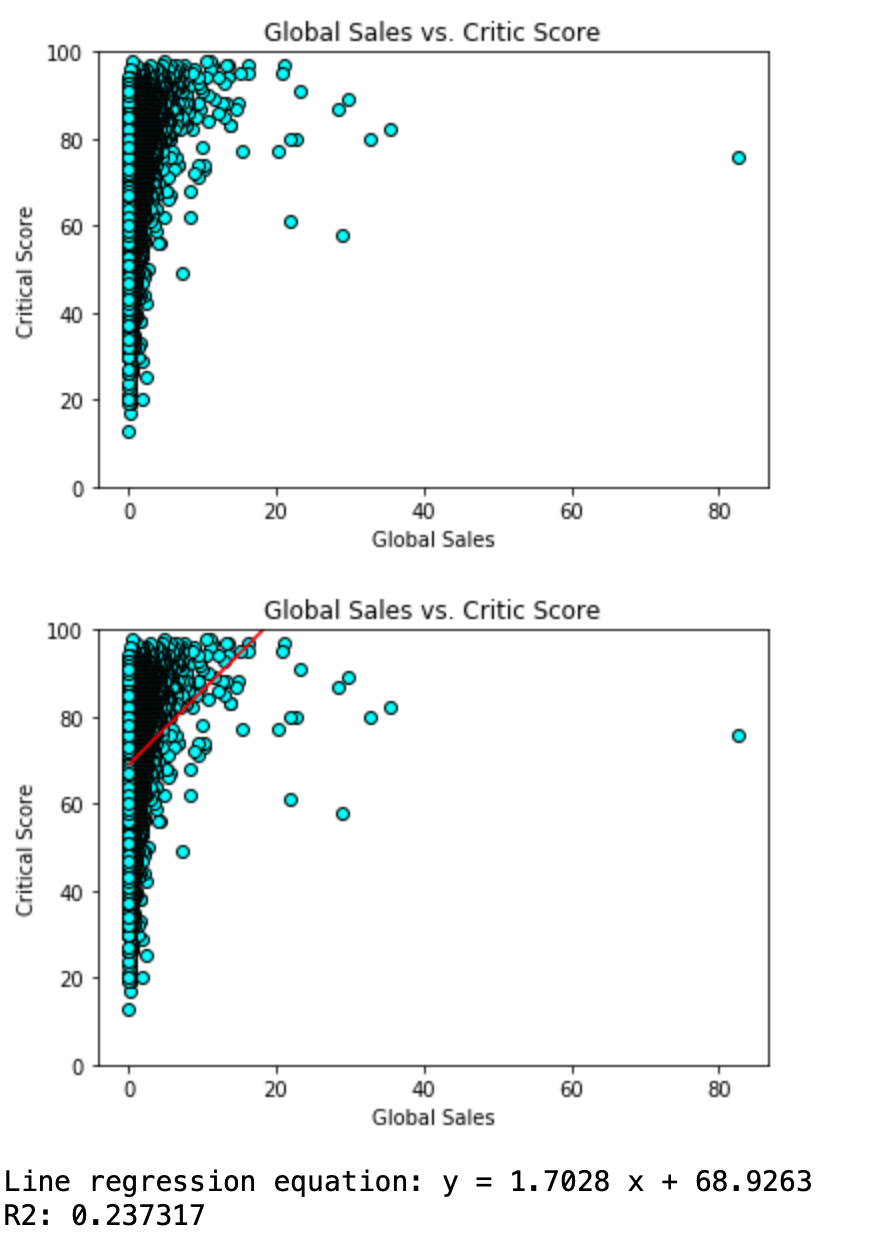 Global Sales vs. Critic Score
100
80
60
40
20
0
Critical Score
0 20 40 60 80
Global Sales
Global Sales vs. Critic Score
100
80
60
40
20
0
Critical Score
0 20 40 60 80
Global Sales
Line regression equation: y = 1.7028 x + 68.9263
R2: 0.237317